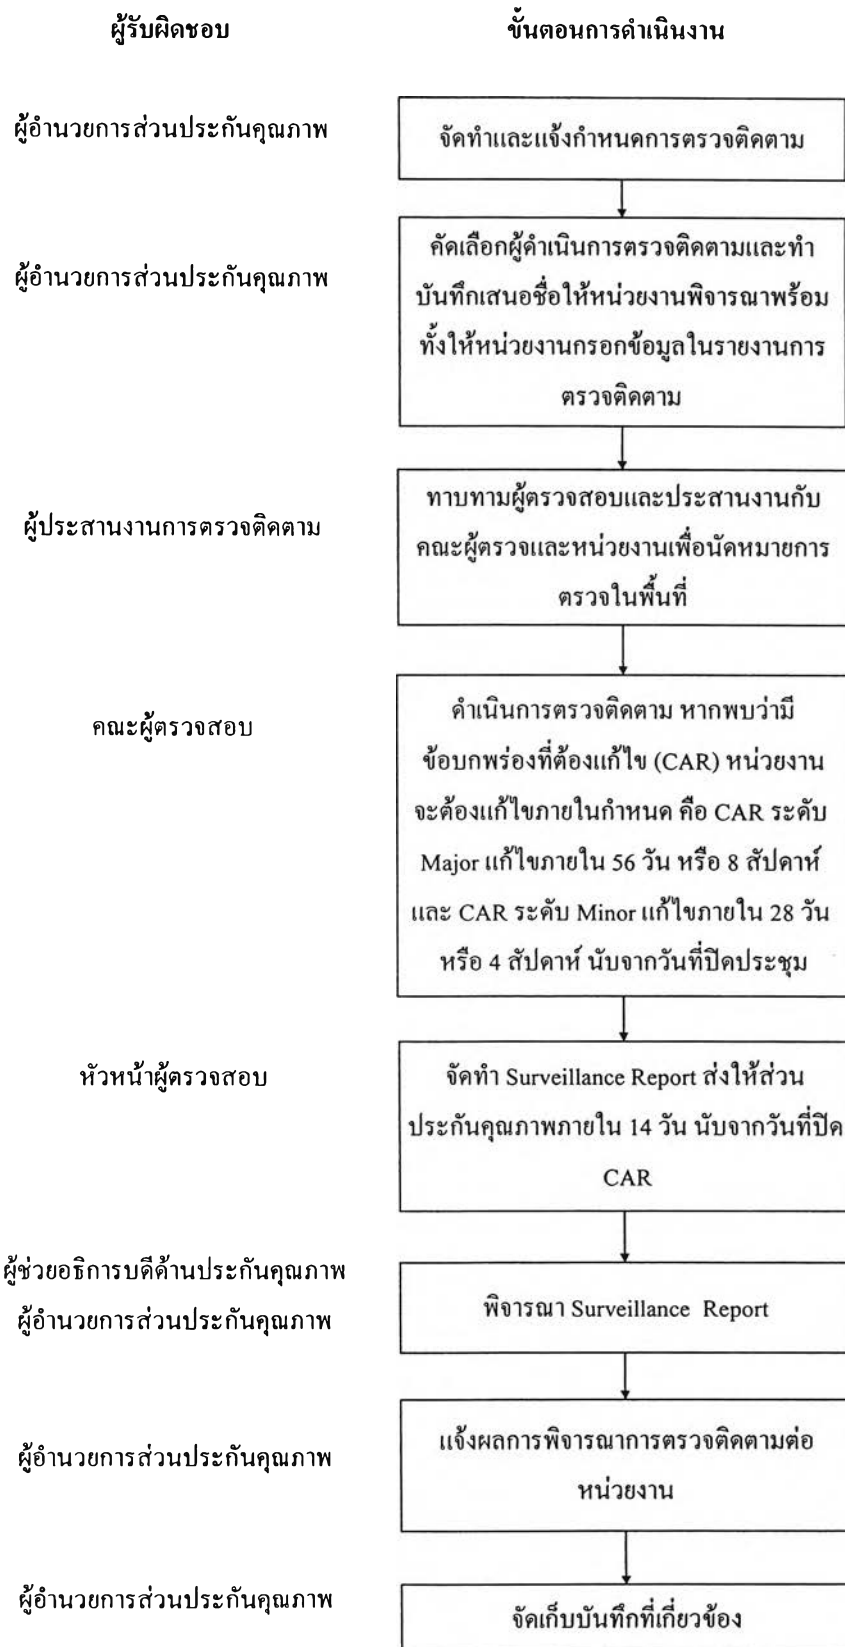 ผู้รับผิดชอบ
ขั้นตอนการดำเนินงาน
ผู้อำนวยการส่วนประกันคุณภาพ
จัดทำและแจ้งกำหนดการตรวจติดตาม
ผู้อำนวยการส่วนประกันคุณภาพ
คัดเลือกผู้ดำเนินการตรวจติดตามและทำ
บันทึกเสนอชื่อให้หน่วยงานพิจารณาพร้อม
ทั้งให้หน่วยงานกรอกข้อมูลในรายงานการ
ตรวจติดตาม
ผู้ประสานงานการตรวจติดตาม
ทาบทามผู้ตรวจสอบและประสานงานกับ
คณะผู้ตรวจและหน่วยงานเพื่อนัดหมายการ
ตรวจในพื้นที่
คณะผู้ตรวจสอบ
ดำเนินการตรวจติดตาม หากพบว่ามี
ข้อบกพร่องที่ต้องแก้ไข (CAR) หน่วยงาน
จะต้องแก้ไขภายในกำหนด คือ CAR ระดับ
Major แก้ไขภายใน 56 วัน หรือ 8 สัปดาห์
และ CAR ระดับ Minor แก้ไขภายใน 28 วัน
หรือ 4 สัปดาห์ นับจากวันที่ปิดประชุม
หัวหน้าผู้ตรวจสอบ
จัดทำ Surveillance Report ส่งให้ส่วน
ประกันคุณภาพภายใน 14 วัน นับจากวันที่ปิด
CAR
ผู้ช่วยอธิการบดีด้านประกันคุณภาพ
ผู้อำนวยการส่วนประกันคุณภาพ
พิจารณา Surveillance Report
ผู้อำนวยการส่วนประกันคุณภาพ
แจ้งผลการพิจารณาการตรวจติดตามต่อ
หน่วยงาน
ผู้อำนวยการส่วนประกันคุณภาพ
จัดเก็บบันทึกที่เกี่ยวข้อง